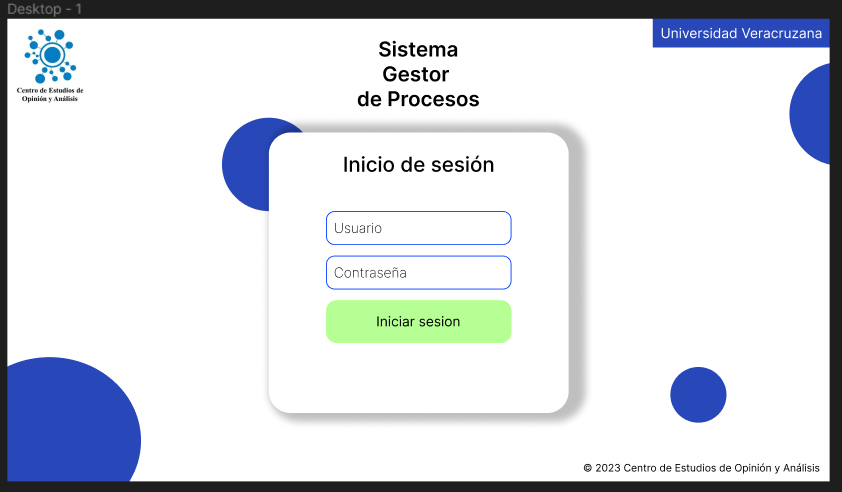 Desktop - 1
Universidad Veracruzana
Centro de Estudios de
Opinión y Análisis
Sistema
Gestor
de Procesos
Inicio de sesión
Usuario
Contraseña
Iniciar sesion
© 2023 Centro de Estudios de Opinión y Análisis